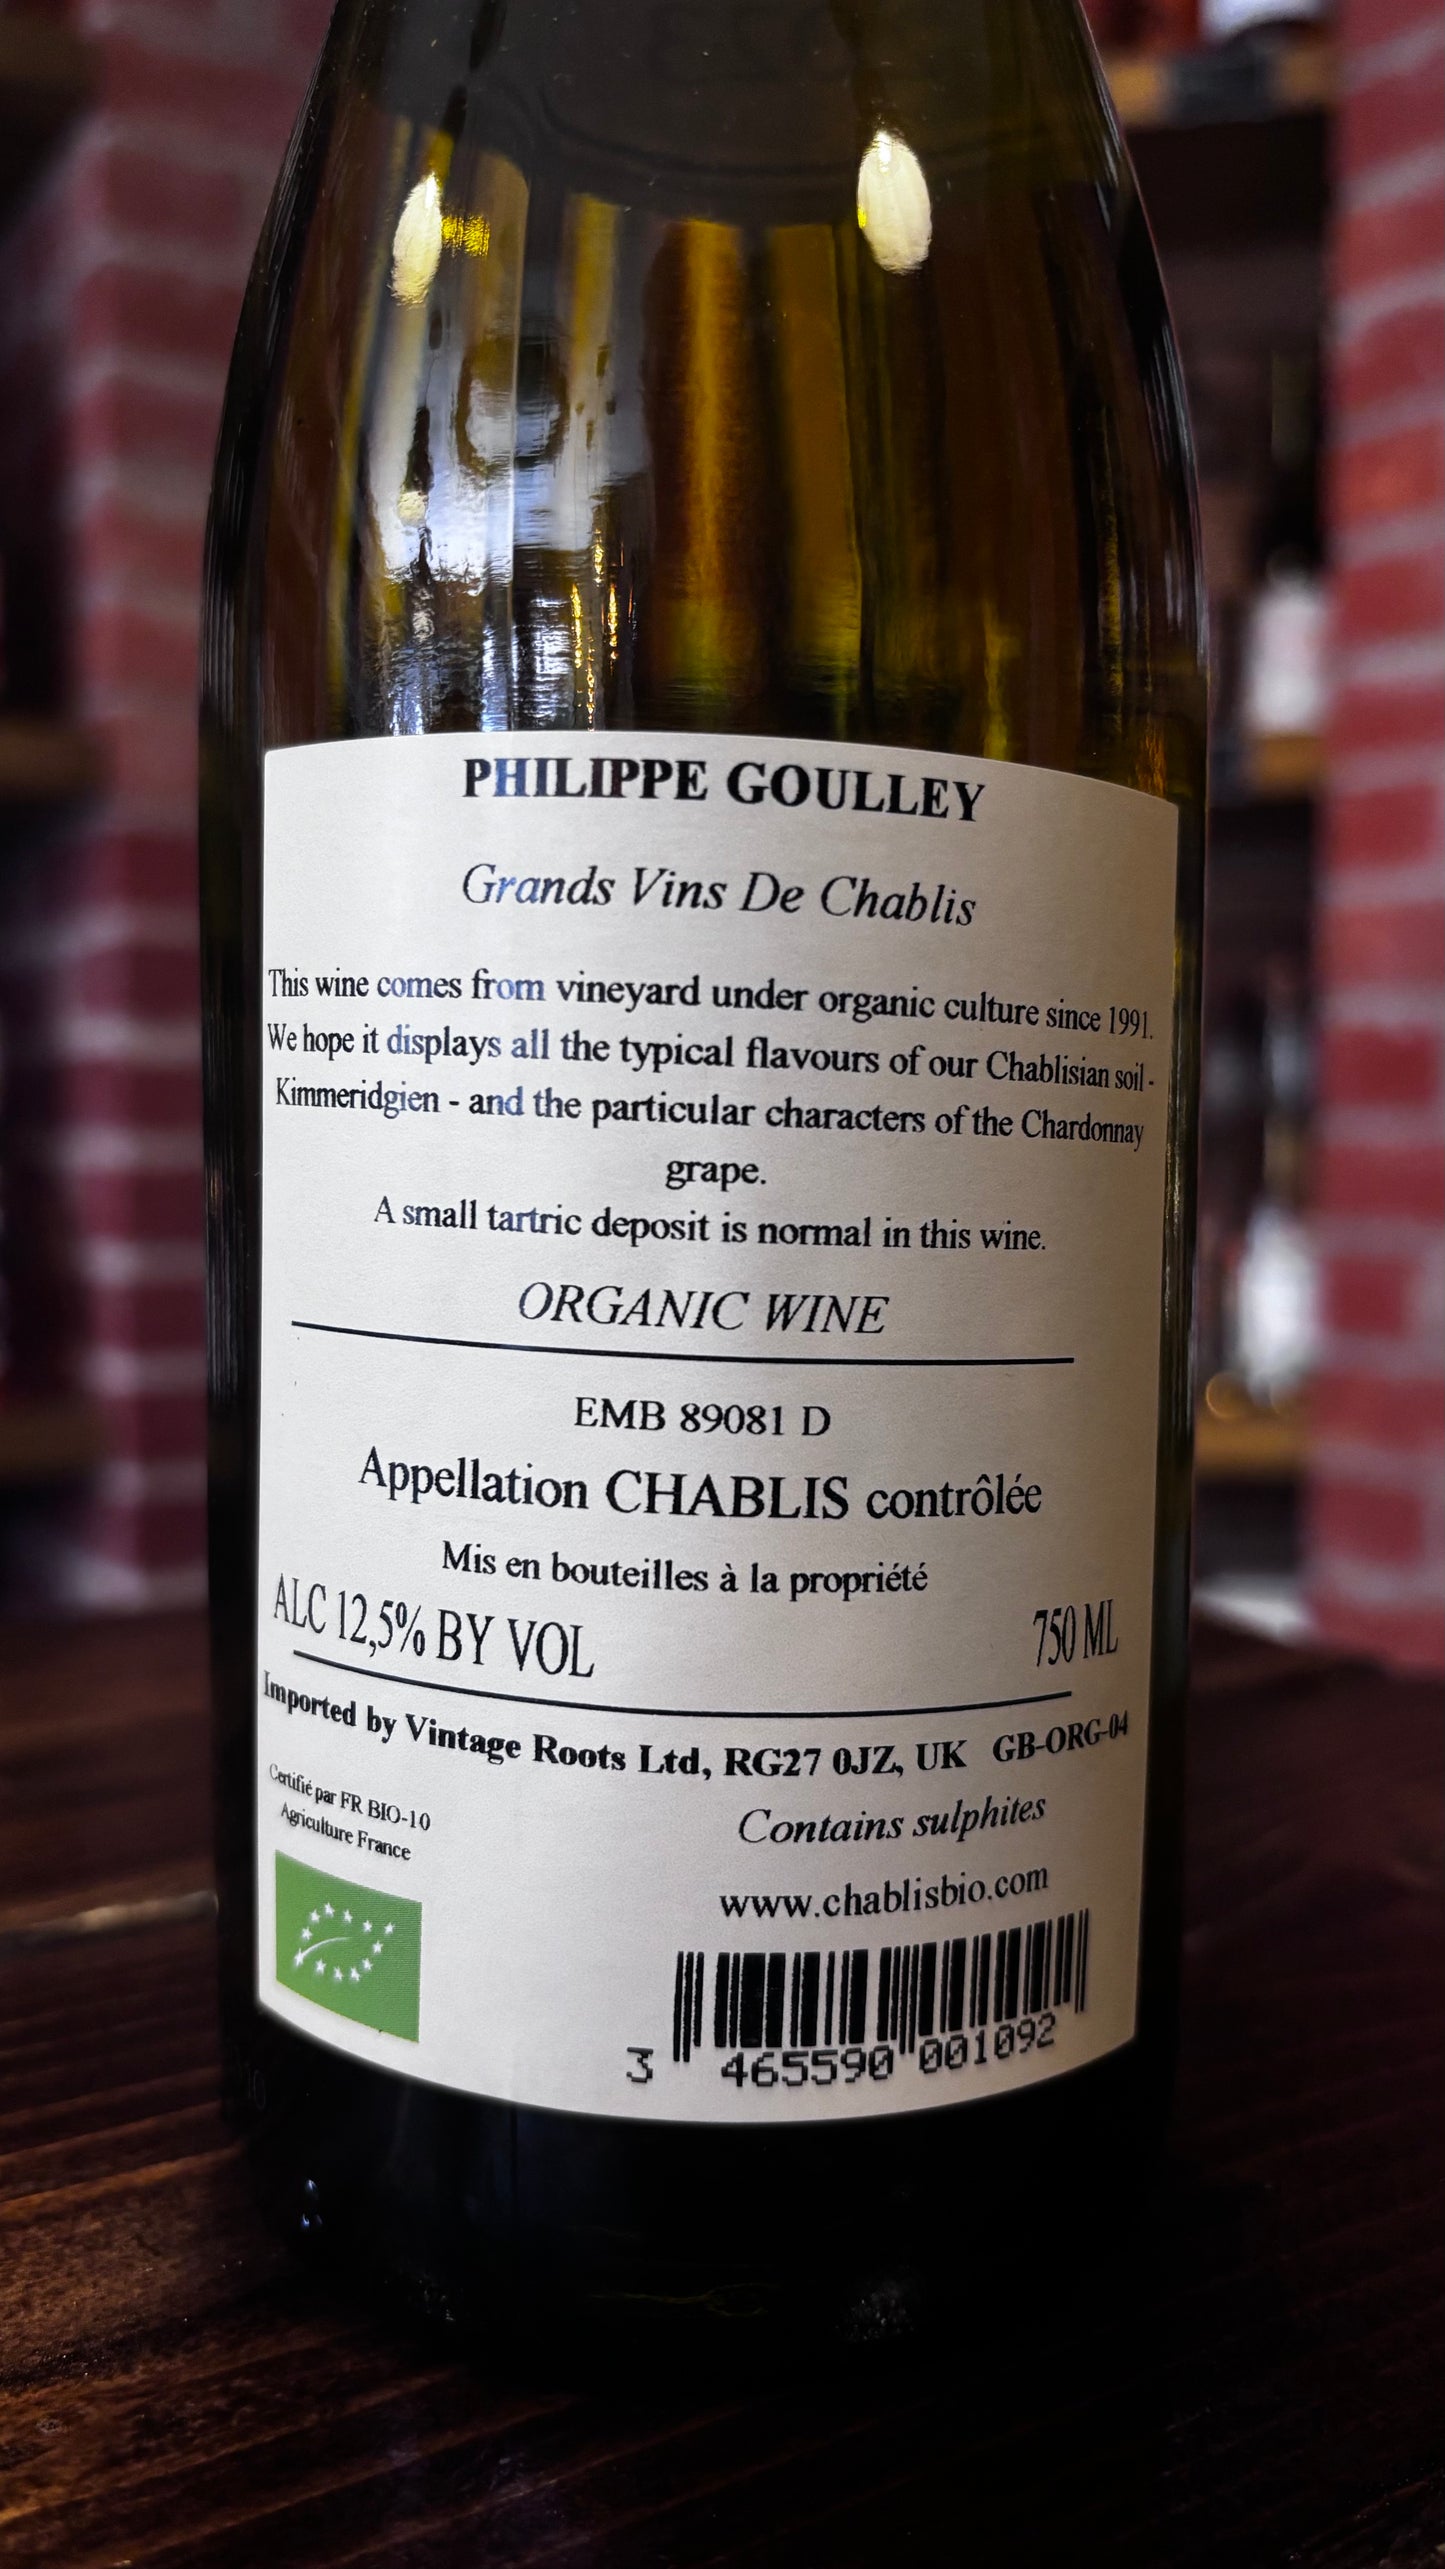 PHILIPPE GOULLEY
Grands Vins De Chablis
This wine comes from vineyard under organic culture since 1991.
We hope it displays all the typical flavours of our Chablisian soil -
Kimmeridgien - and the particular characters of the Chardonnay
grape.
A small tartric deposit is normal in this wine.
ORGANIC WINE
EMB 89081 D
Appellation CHABLIS contrôlée
Mis en bouteilles à la propriété
ALC 12,5% BY VOL 750 ML
Imported by Vintage Roots Ltd, RG27 0JZ, UK GB-ORG-04
Certifié par FR BIO-10
Agriculture France
Contains sulphites
www.chablisbio.com
3 465590 001092